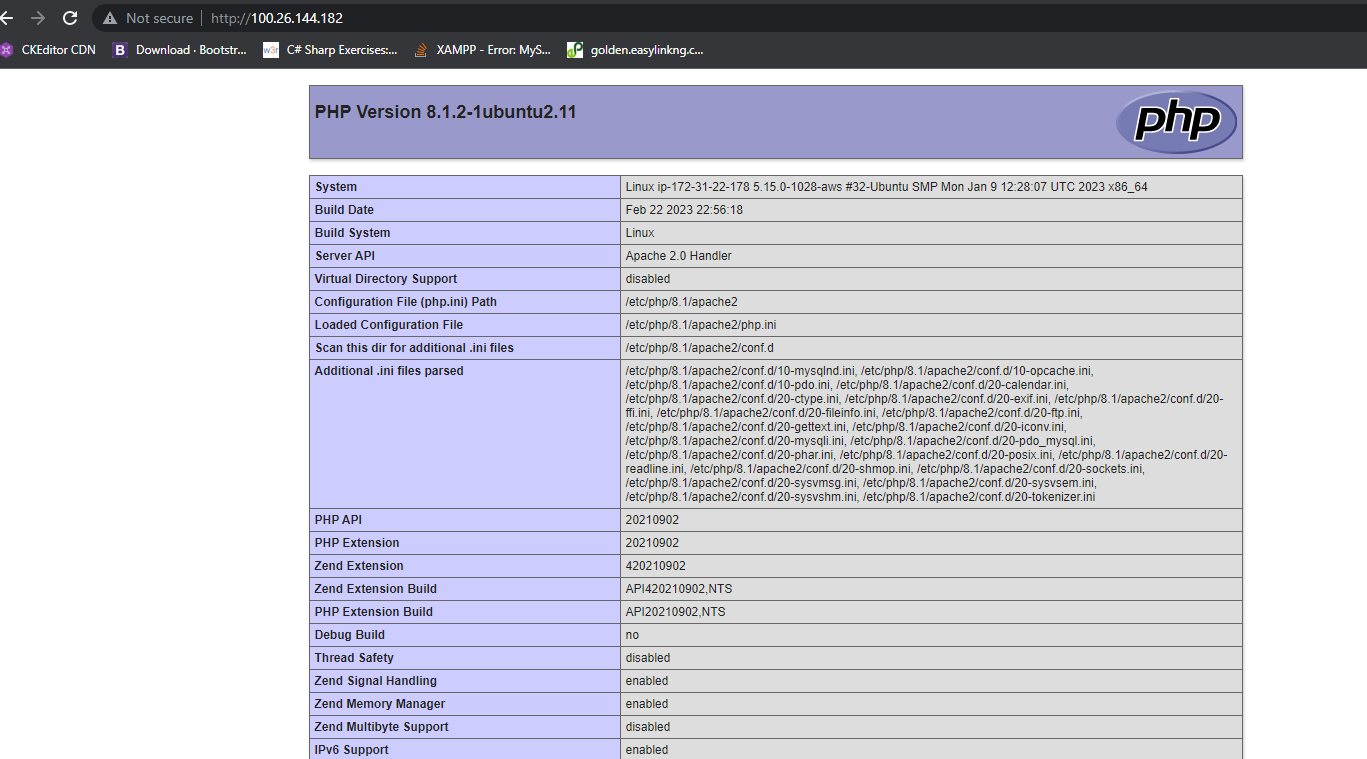 Not secure http://100.26.144.182
CKEditor CDN
B Download · Bootstr...
w3r C# Sharp Exercises:...
XAMPP - Error: MyS...
golden.easylinkng.c...
PHP Version 8.1.2-1ubuntu2.11
php
System Linux ip-172-31-22-178 5.15.0-1028-aws #32-Ubuntu SMP Mon Jan 9 12:28:07 UTC 2023 x86_64
Build Date Feb 22 2023 22:56:18
Build System Linux
Server API Apache 2.0 Handler
Virtual Directory Support disabled
Configuration File (php.ini) Path /etc/php/8.1/apache2
Loaded Configuration File /etc/php/8.1/apache2/php.ini
Scan this dir for additional .ini files /etc/php/8.1/apache2/conf.d
Additional .ini files parsed /etc/php/8.1/apache2/conf.d/10-mysqlnd.ini, /etc/php/8.1/apache2/conf.d/10-opcache.ini,
/etc/php/8.1/apache2/conf.d/10-pdo.ini, /etc/php/8.1/apache2/conf.d/20-calendar.ini,
/etc/php/8.1/apache2/conf.d/20-ctype.ini, /etc/php/8.1/apache2/conf.d/20-exif.ini, /etc/php/8.1/apache2/conf.d/20-
ffi.ini, /etc/php/8.1/apache2/conf.d/20-fileinfo.ini, /etc/php/8.1/apache2/conf.d/20-ftp.ini,
/etc/php/8.1/apache2/conf.d/20-gettext.ini, /etc/php/8.1/apache2/conf.d/20-iconv.ini,
/etc/php/8.1/apache2/conf.d/20-mysqli.ini, /etc/php/8.1/apache2/conf.d/20-pdo_mysql.ini,
/etc/php/8.1/apache2/conf.d/20-phar.ini, /etc/php/8.1/apache2/conf.d/20-posix.ini, /etc/php/8.1/apache2/conf.d/20-
readline.ini, /etc/php/8.1/apache2/conf.d/20-shmop.ini, /etc/php/8.1/apache2/conf.d/20-sockets.ini,
/etc/php/8.1/apache2/conf.d/20-sysvmsg.ini, /etc/php/8.1/apache2/conf.d/20-sysvsem.ini,
/etc/php/8.1/apache2/conf.d/20-sysvshm.ini, /etc/php/8.1/apache2/conf.d/20-tokenizer.ini
PHP API 20210902
PHP Extension 20210902
Zend Extension 420210902
Zend Extension Build API420210902,NTS
PHP Extension Build API20210902,NTS
Debug Build no
Thread Safety disabled
Zend Signal Handling enabled
Zend Memory Manager enabled
Zend Multibyte Support disabled
IPv6 Support enabled